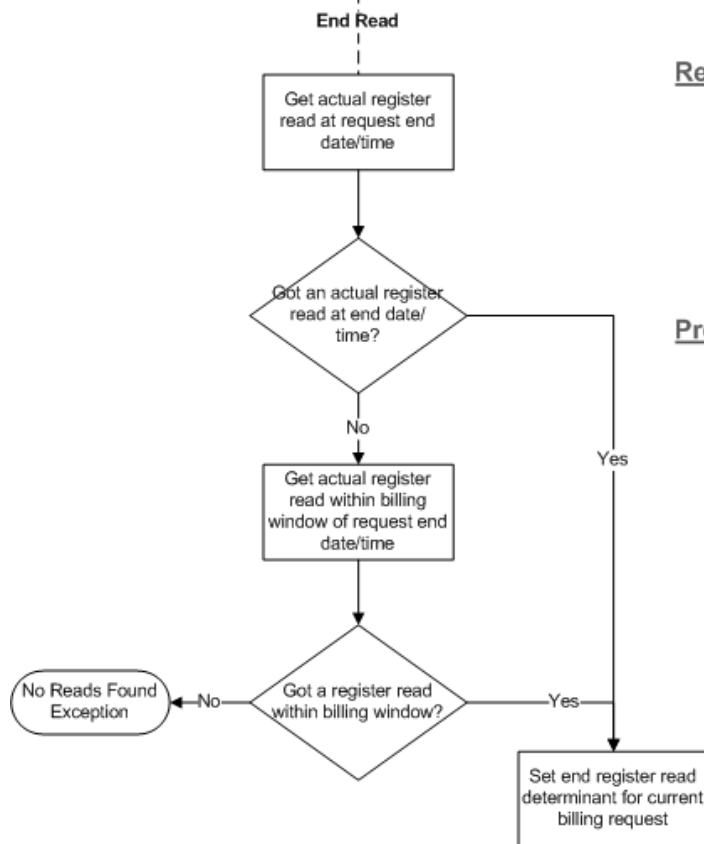 End Read
Re
Get actual register
read at request end
date/time
Got an actual register
read at end date/
time?
Pro
No
Yes
Get actual register
read within billing
window of request end
date/time
No Reads Found
Exception
No
Got a register read
within billing window?
Yes
Set end register read
determinant for current
billing request